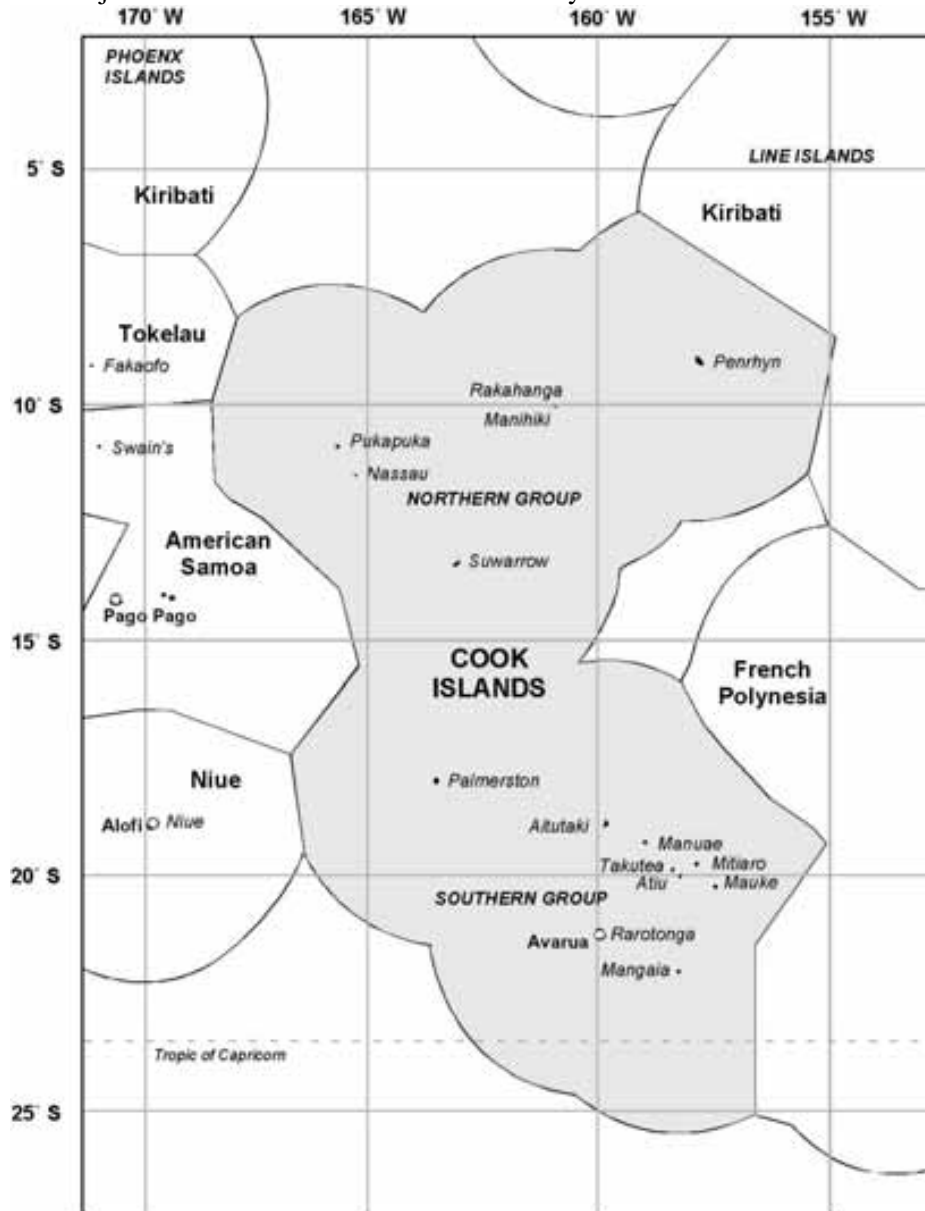 170° W 165° W 160° W 155° W
PHOENIX
ISLANDS
5° S
LINE ISLANDS
Kiribati
Kiribati
Tokelau
Fakaofo
Penrhyn
Rakahanga
10° S
Manihiki
Swain's
Pukapuka
Nassau
NORTHERN GROUP
American
Samoa
Suwarrow
Pago Pago
15° S
COOK
ISLANDS
French
Polynesia
Niue
Palmerston
Alofi
Niue
Aitutaki
Manuae
Takutea
Mitiaro
20° S
Atiu
Mauke
SOUTHERN GROUP
Avarua
Rarotonga
Mangaia
Tropic of Capricorn
25° S